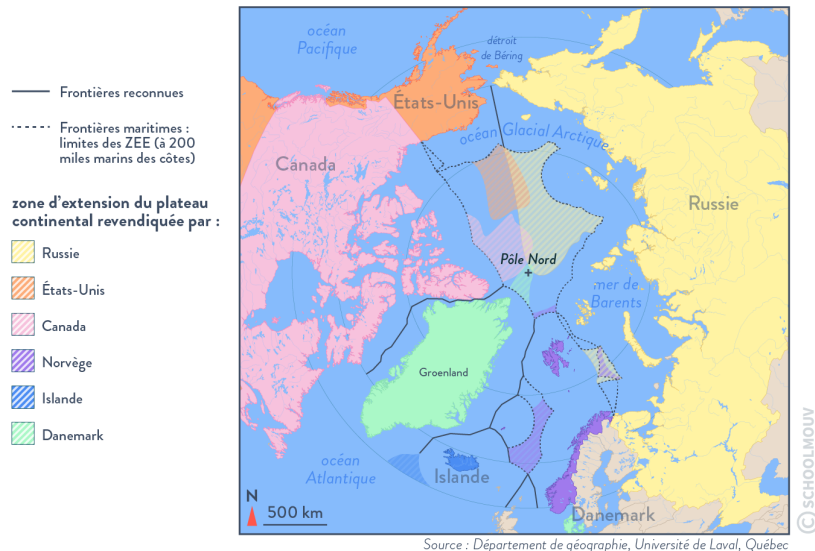 océan
Pacifique
détroit
de Béring
Frontières reconnues
Frontières maritimes :
limites des ZEE (à 200
miles marins des côtes)
zone d'extension du plateau
continental revendiquée par :
Russie
États-Unis
Canada
Norvège
Islande
Danemark
États-Unis
océan Glacial Arctique
Canada
Russie
Pôle Nord
mer de
Barents
Groenland
océan
Atlantique
Islande
Danemark
N
500 km
© SCHOOLMOUV
Source : Département de géographie, Université de Laval, Québec